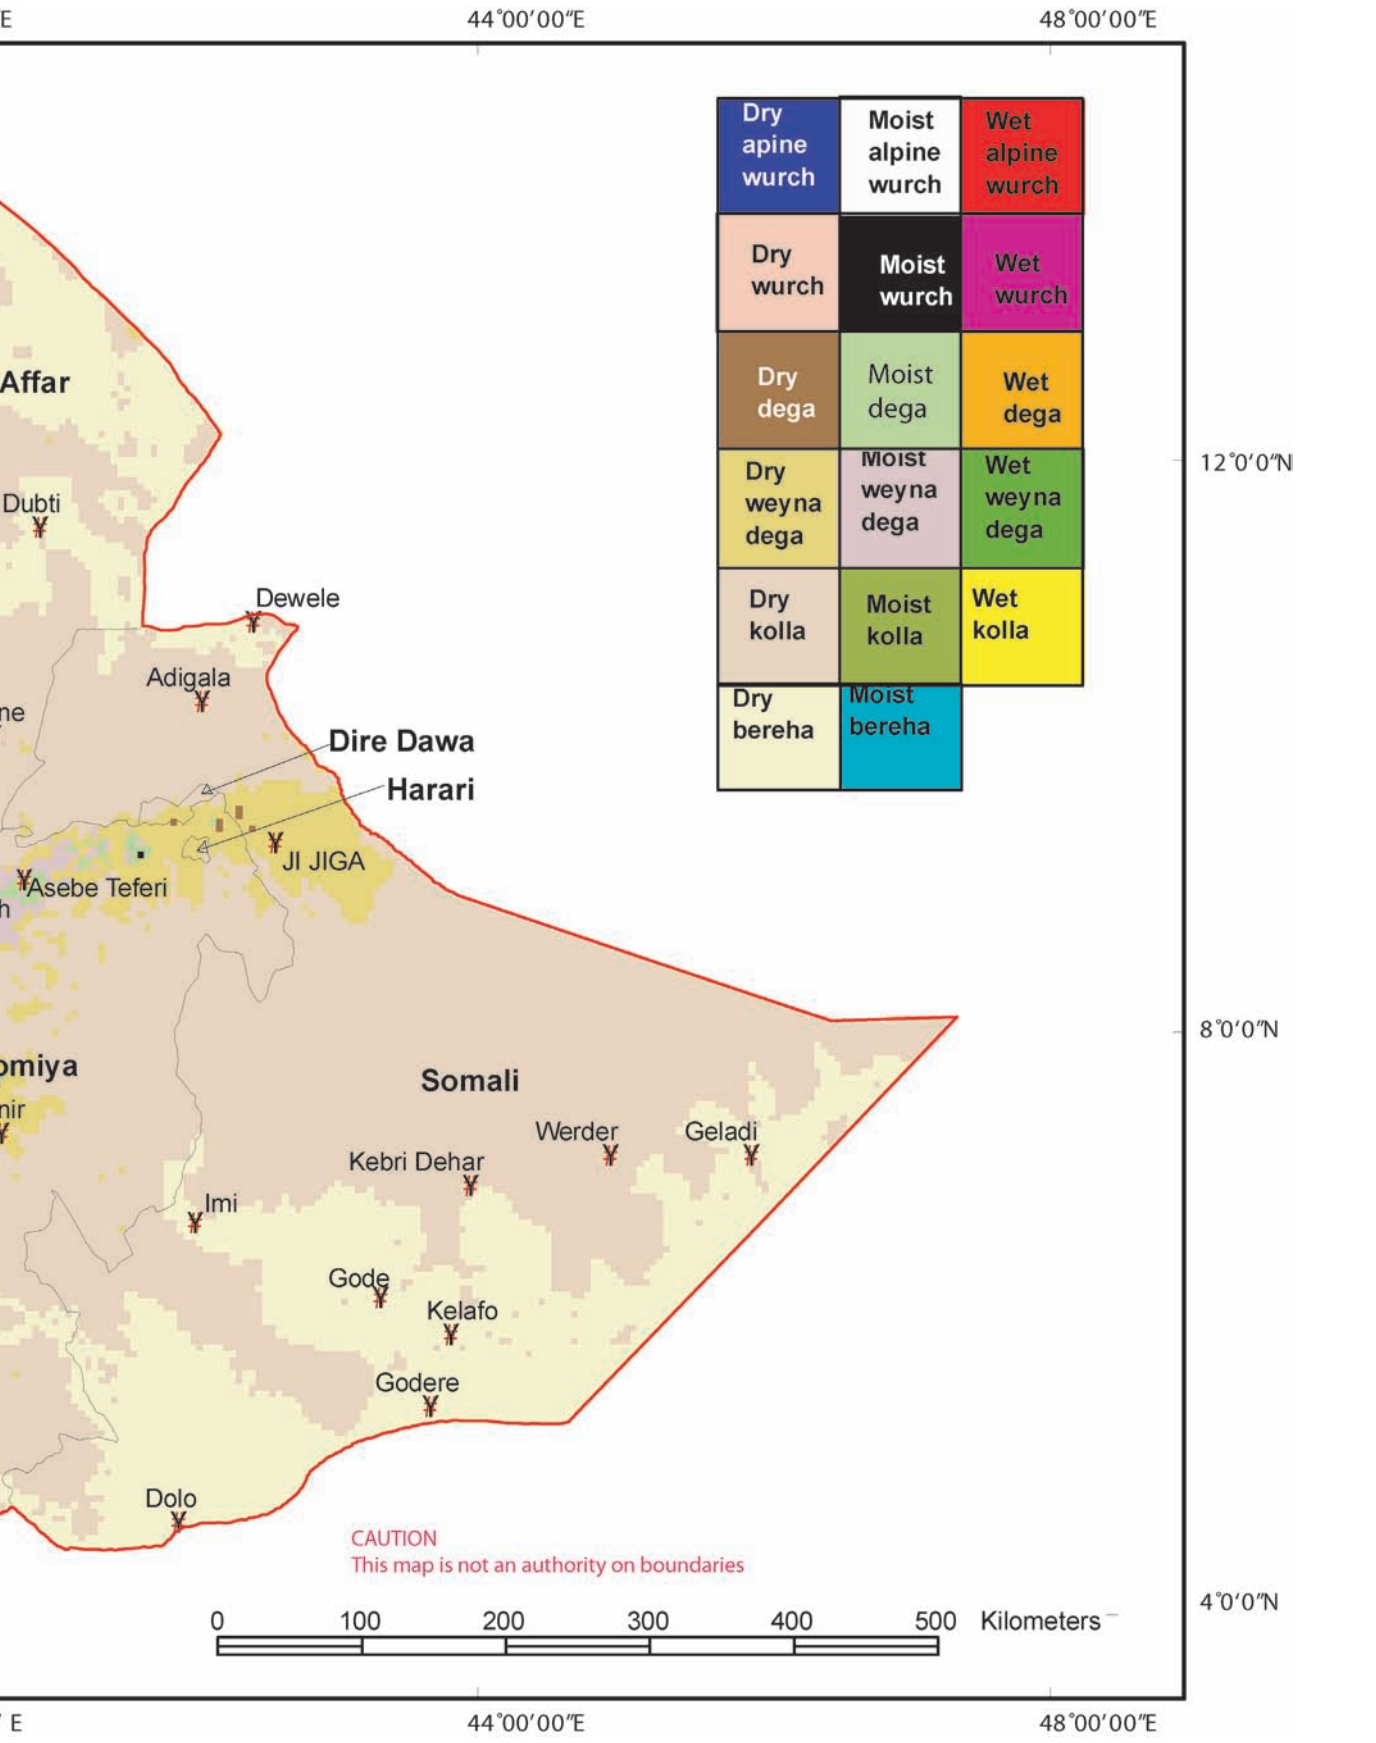 E
44°00'00"E
48°00'00"E
Dry
apine
wurch
Moist
alpine
wurch
Wet
alpine
wurch
Dry
wurch
Moist
wurch
Wet
wurch
Dry
dega
Moist
dega
Wet
dega
Dry
weyna
dega
Moist
weyna
dega
Wet
weyna
dega
Dry
kolla
Moist
kolla
Wet
kolla
Dry
bereha
Moist
bereha
12°0'0"N
8°0'0"N
4°0'0"N
Affar
Dubti
Dewele
Adigala
ne
Dire Dawa
Harari
JI JIGA
Asebe Teferi
h
omiya
nir
Somali
Werder
Geladi
Kebri Dehar
Imi
Gode
Kelafo
Godere
Dolo
CAUTION
This map is not an authority on boundaries
0 100 200 300 400 500 Kilometers
' E
44°00'00"E
48°00'00"E